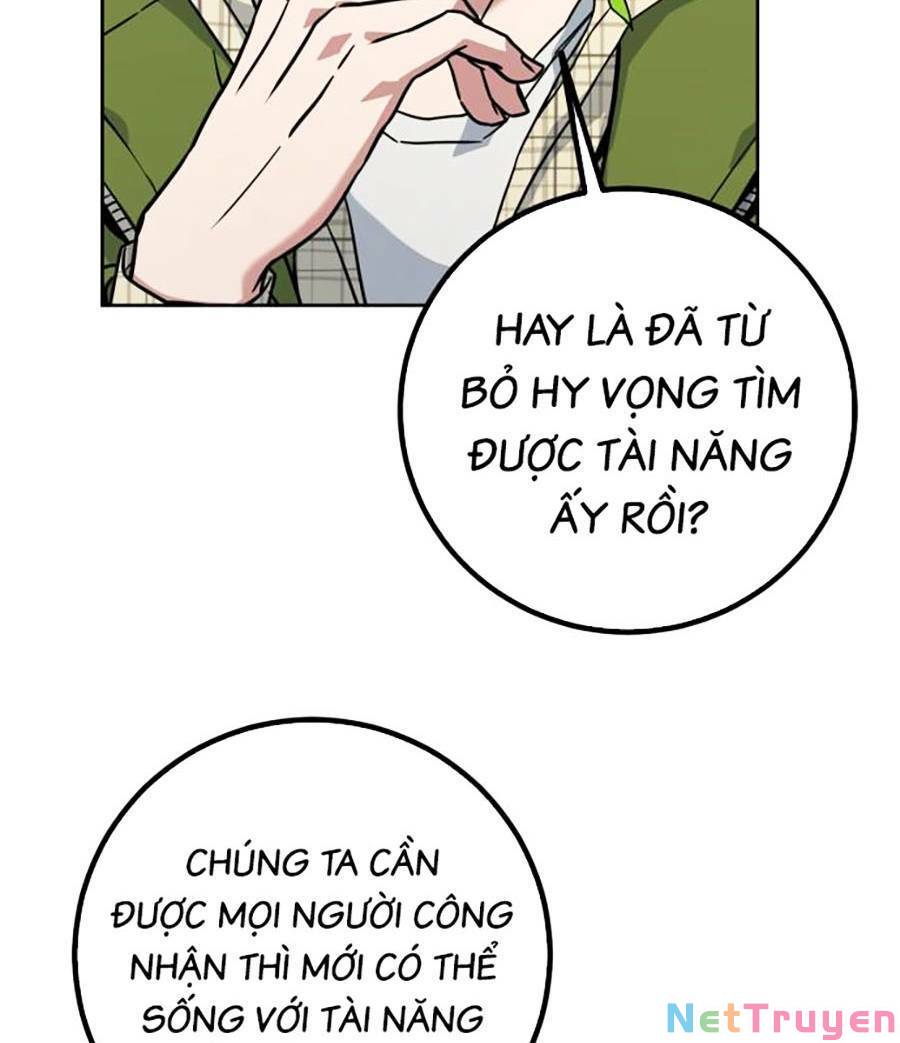 HAY LÀ ĐÃ TỪ
BỎ HY VỌNG TÌM
ĐƯỢC TÀI NĂNG
ẤY RỒI?
CHÚNG TA CẦN
ĐƯỢC MỌI NGƯỜI CÔNG
NHẬN THÌ MỚI CÓ THỂ
SỐNG VỚI TÀI NĂNG
NetTruyen